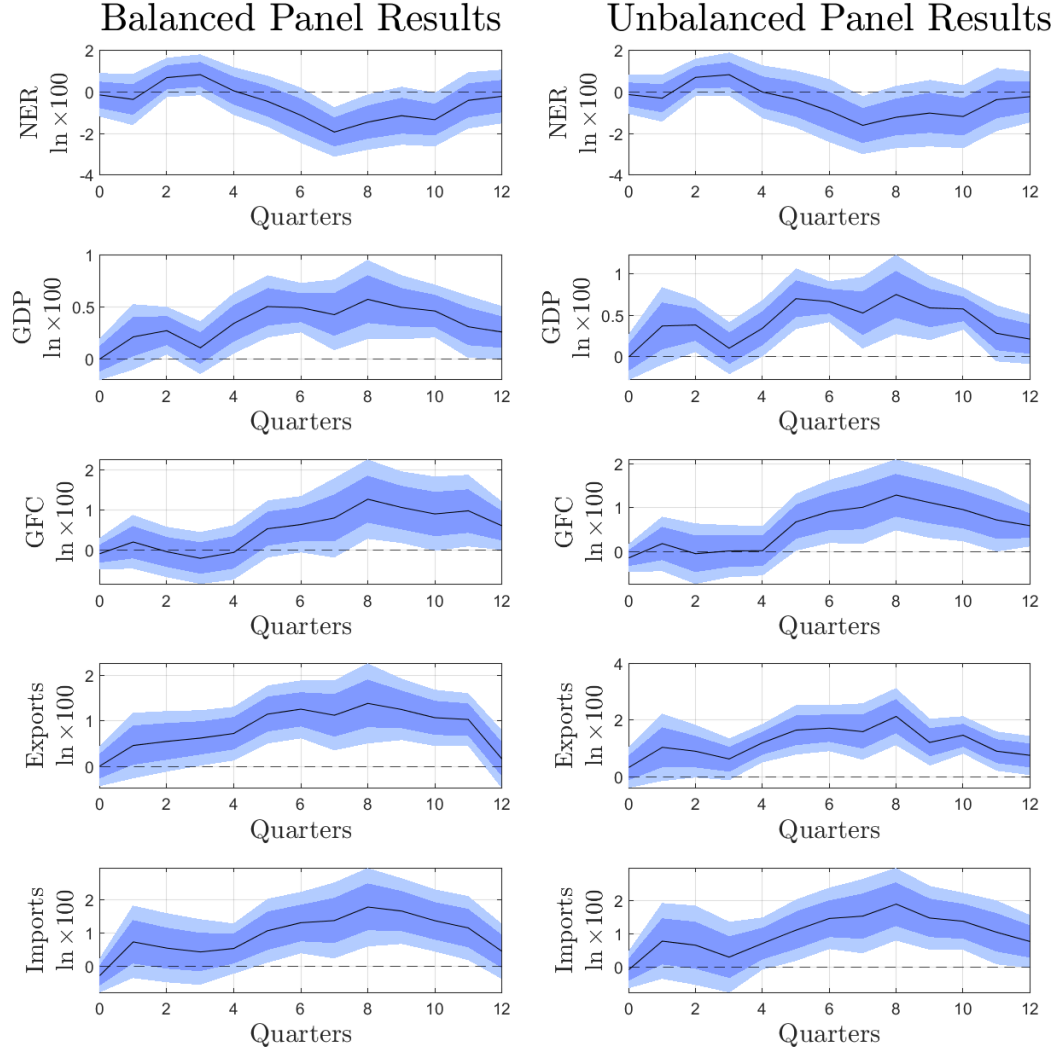 Balanced Panel Results
Unbalanced Panel Results
NER
ln ×100
2
0
-2
-4
0 2 4 6 8 10 12
Quarters
NER
ln ×100
2
0
-2
-4
0 2 4 6 8 10 12
Quarters
GDP
ln ×100
1
0.5
0
0 2 4 6 8 10 12
Quarters
GDP
ln ×100
1
0.5
0
0 2 4 6 8 10 12
Quarters
GFC
ln ×100
2
1
0
0 2 4 6 8 10 12
Quarters
GFC
ln ×100
2
1
0
0 2 4 6 8 10 12
Quarters
Exports
ln ×100
2
1
0
0 2 4 6 8 10 12
Quarters
Exports
ln ×100
4
2
0
0 2 4 6 8 10 12
Quarters
Imports
ln ×100
2
1
0
0 2 4 6 8 10 12
Quarters
Imports
ln ×100
2
1
0
0 2 4 6 8 10 12
Quarters